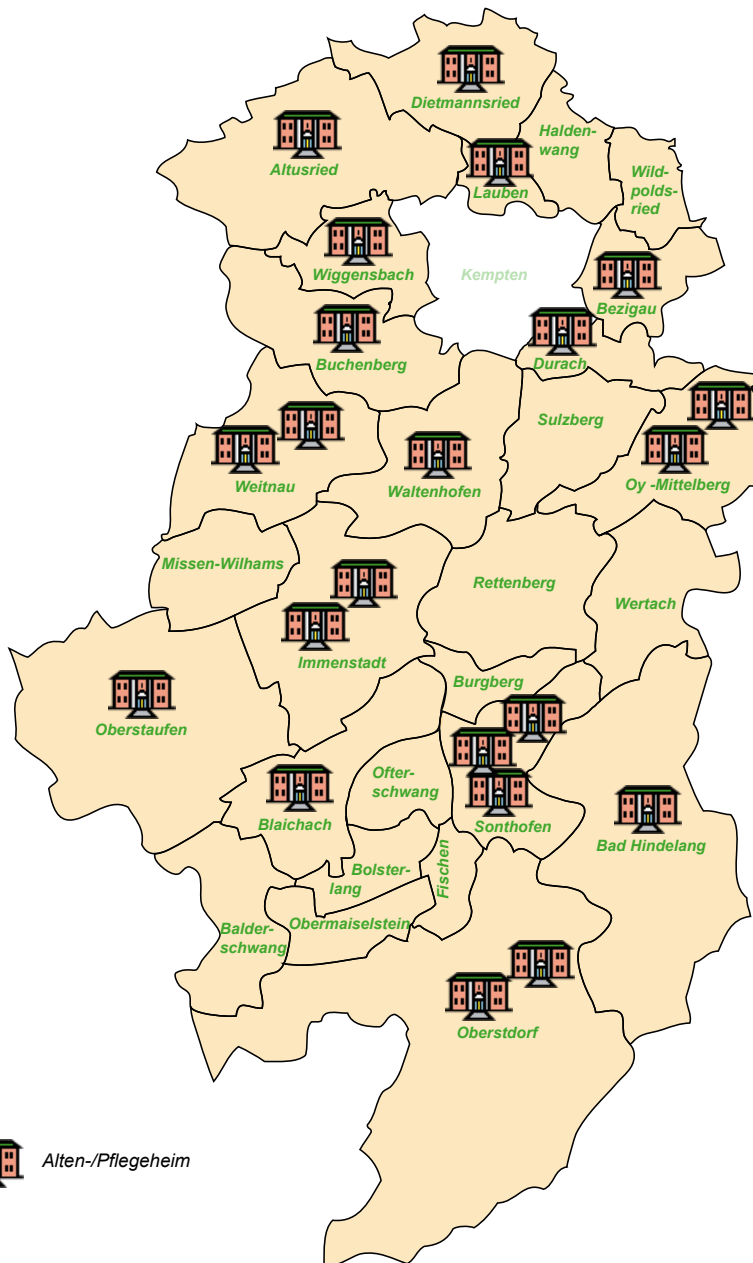 Dietmannsried
Halden-
wang
Altusried
Wild-
polds-
ried
Lauben
Wiggensbach
Kempten
Bezigau
Buchenberg
Durach
Sulzberg
Weitnau
Waltenhofen
Oy -Mittelberg
Missen-Wilhams
Rettenberg
Wertach
Immenstadt
Burgberg
Oberstaufen
Ofter-
schwang
Blaichach
Sonthofen
Bad Hindelang
Fischen
Bolster-
lang
Obermaiselstein
Balder-
schwang
Oberstdorf
Alten-/Pflegeheim